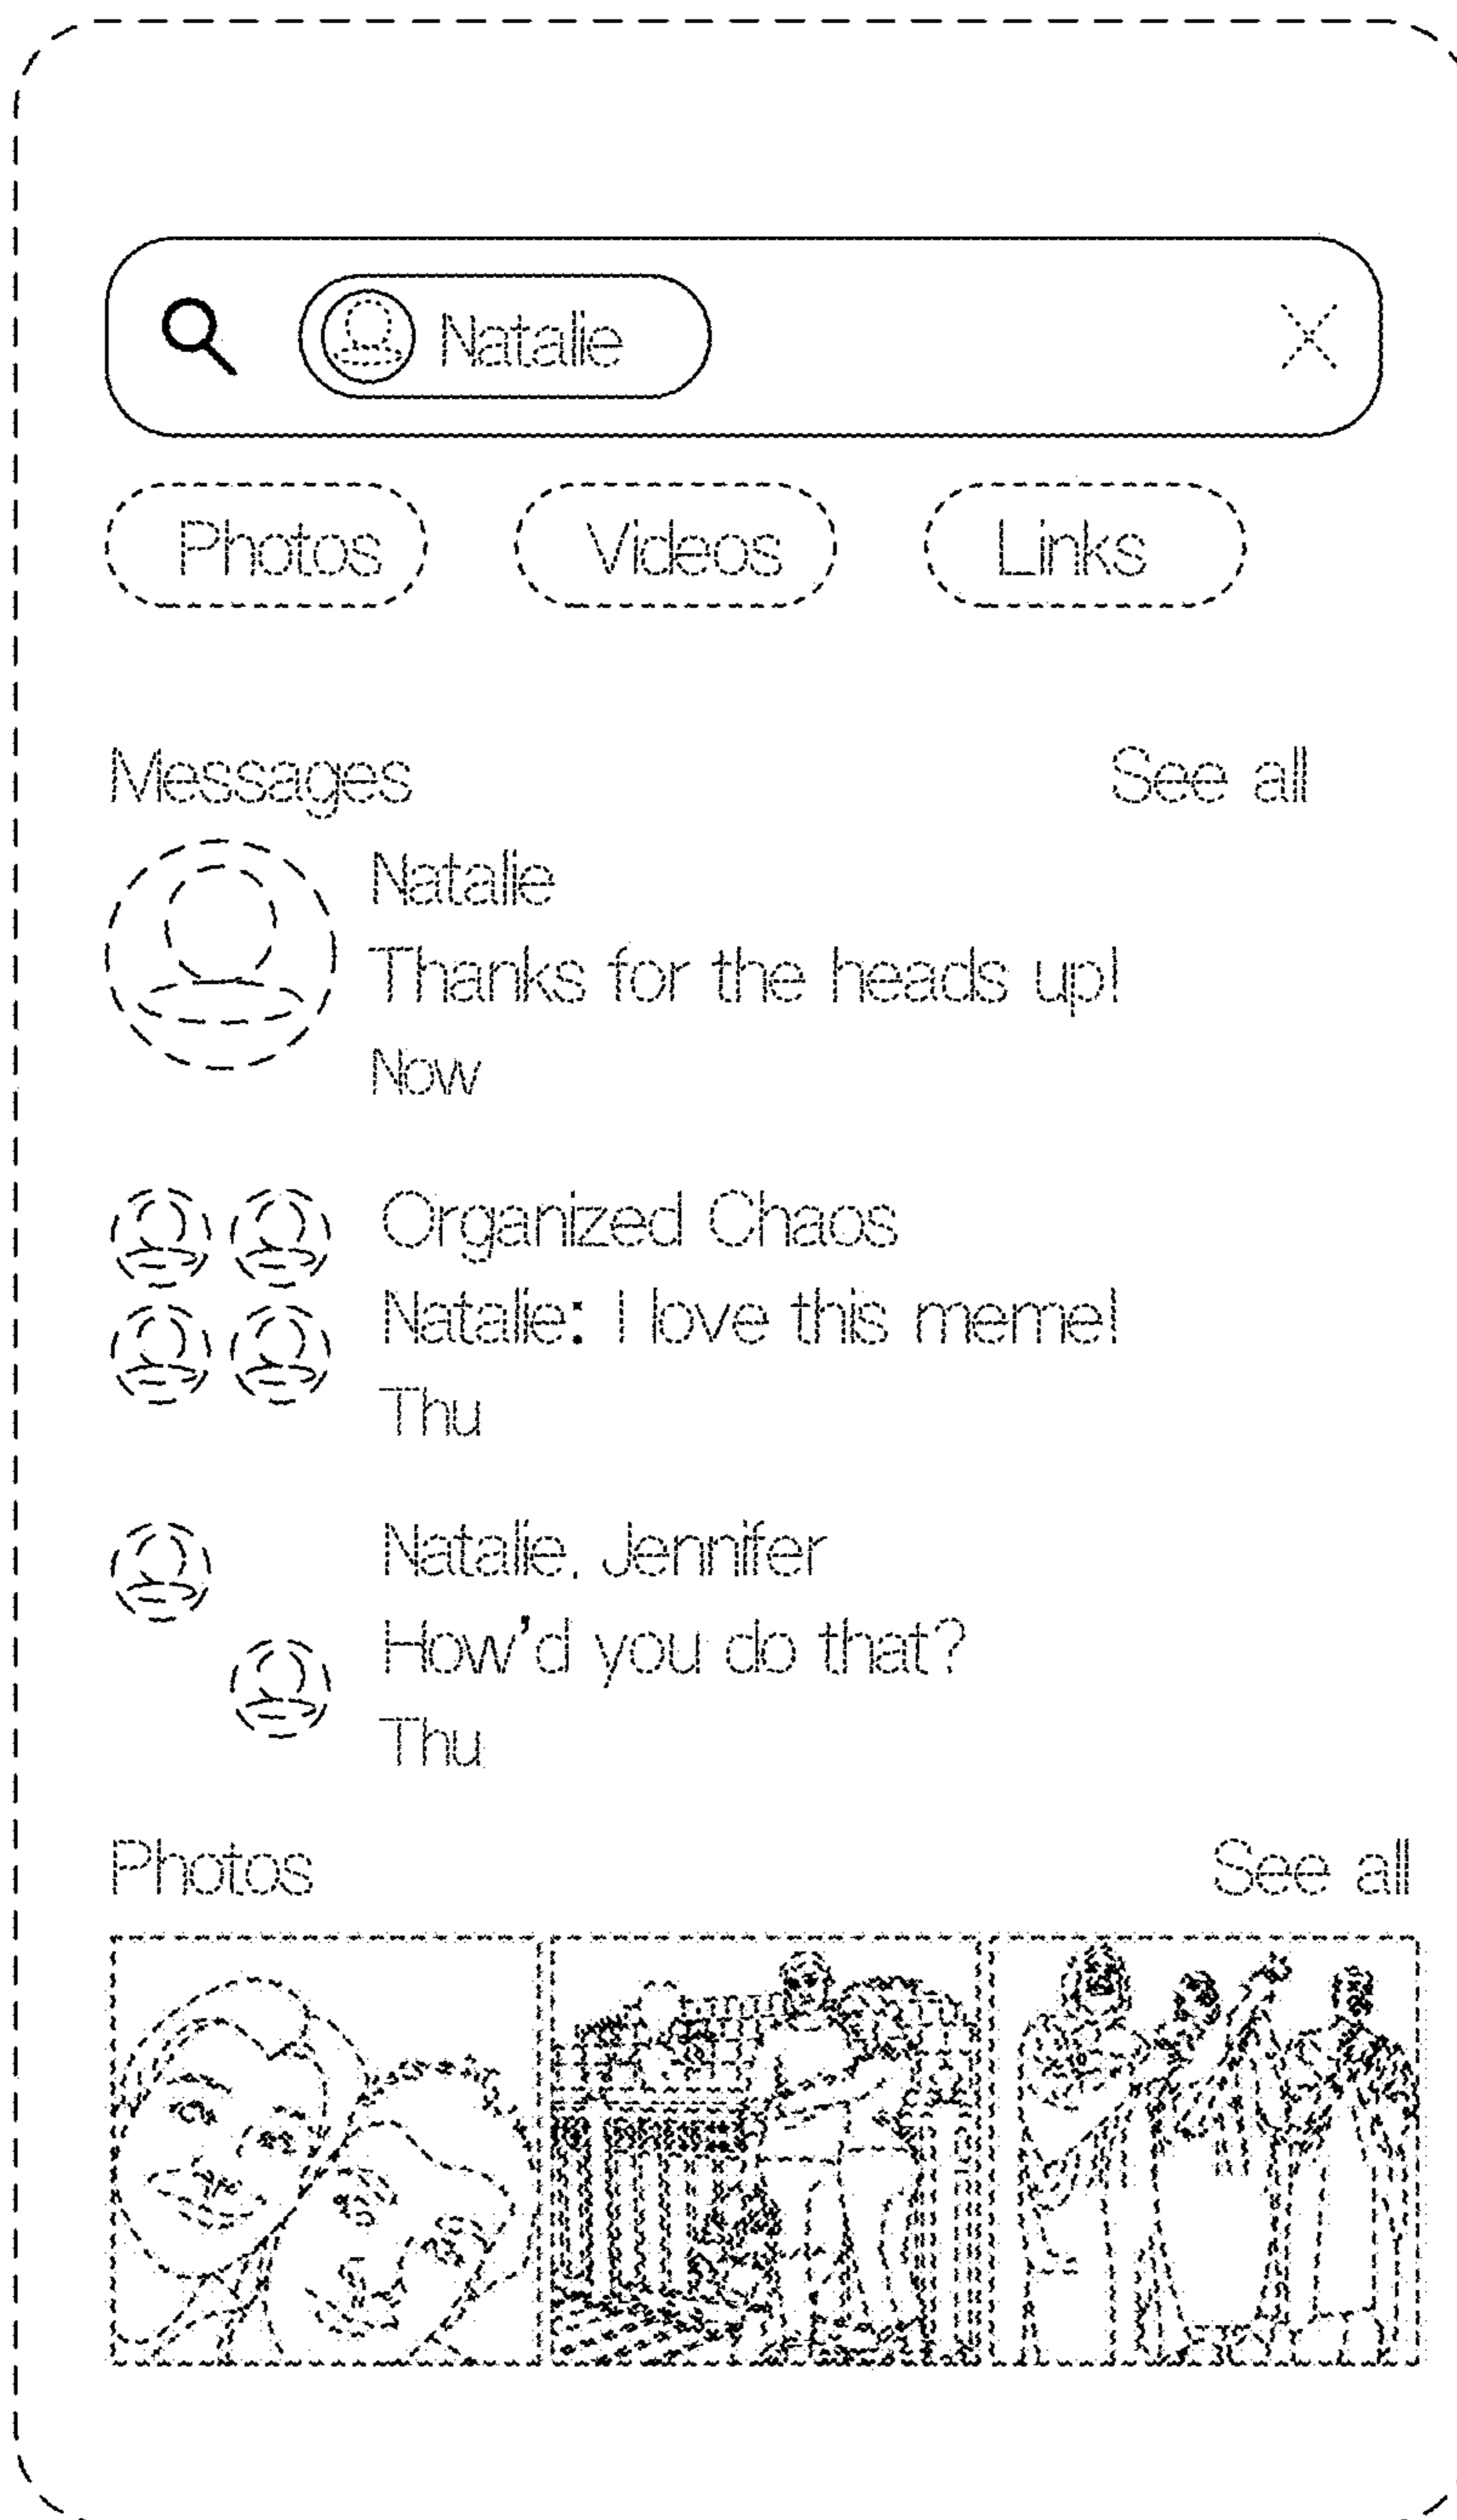 Natalie
Photos Videos Links
Messages See all
Natalie
Thanks for the heads up!
Now
Organized Chaos
Natalie: I love this meme!
Thu
Natalie, Jennifer
How'd you do that?
Thu
Photos See all